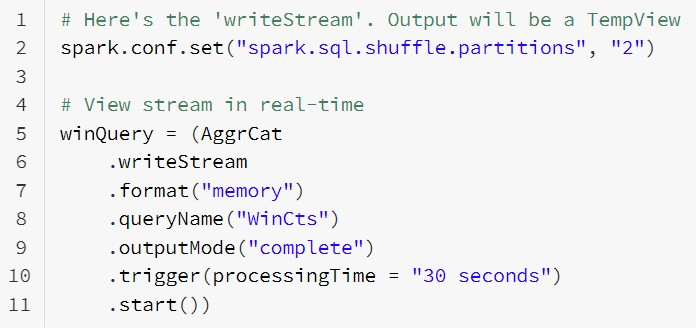 1 # Here's the 'writeStream'. Output will be a TempView
2 spark.conf.set("spark.sql.shuffle.partitions", "2")
3
4 # View stream in real-time
5 winQuery = (AggrCat
6     .writeStream
7     .format("memory")
8     .queryName("WinCts")
9     .outputMode("complete")
10     .trigger(processingTime = "30 seconds")
11     .start())